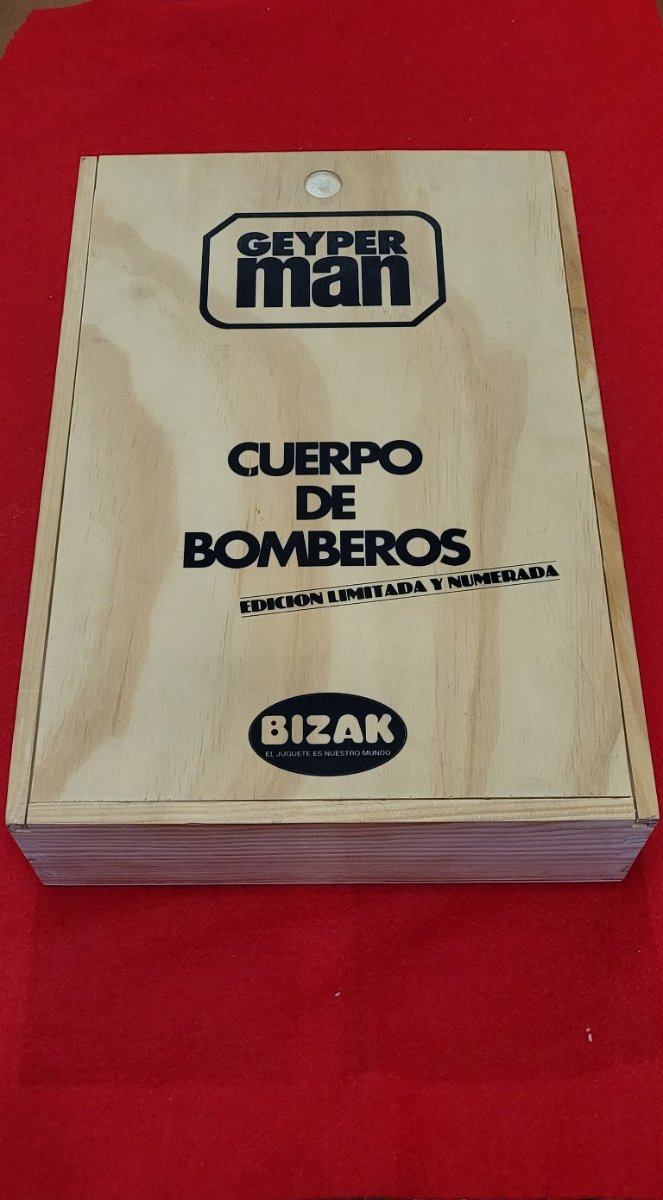 GEYPER
man
CUERPO
DE
BOMBEROS
EDICION LIMITADA Y NUMERADA
BIZAK
EL JUGUETE ES NUESTRO MUNDO